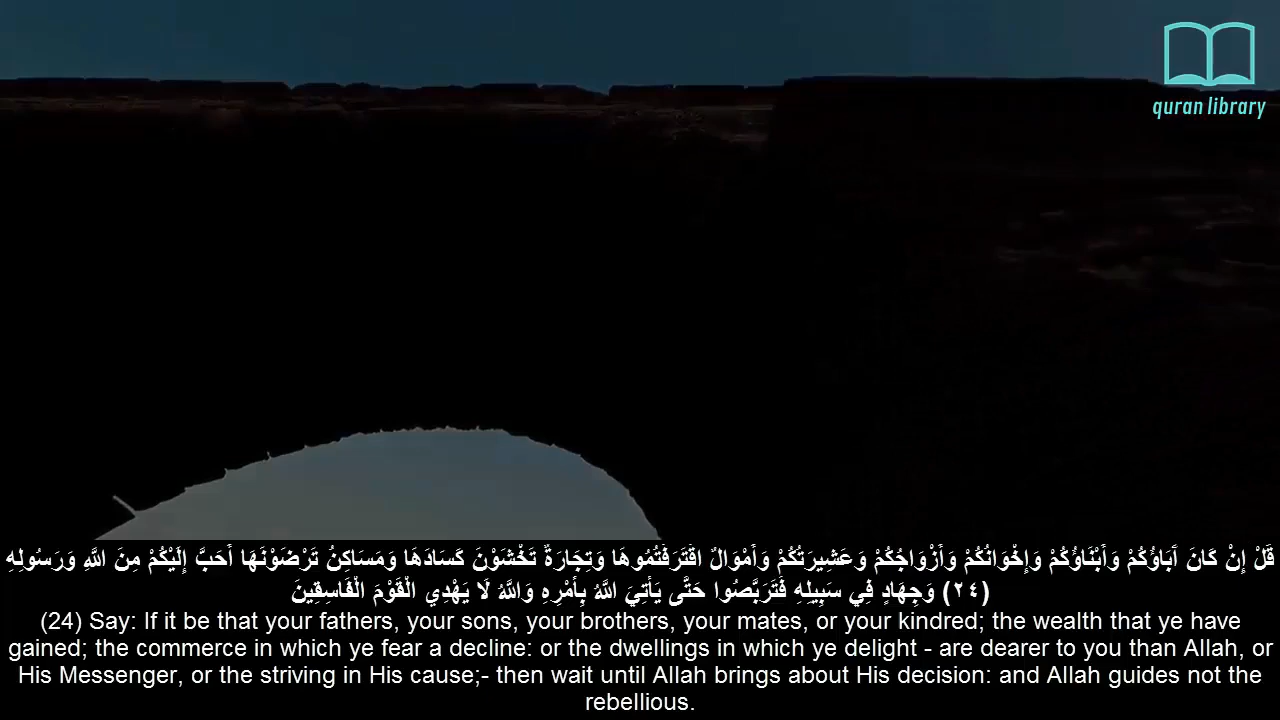 quran library
قُلْ إِنْ كَانَ آَبَاؤُكُمْ وَأَبْنَاؤُكُمْ وَإِخْوَانُكُمْ وَأَزْوَاجُكُمْ وَعَشِيرَتُكُمْ وَأَمْوَالٌ اقْتَرَفْتُمُوهَا وَتِجَارَةٌ تَخْشَوْنَ كَسَادَهَا وَمَسَاكِنُ تَرْضَوْنَهَا أَحَبَّ إِلَيْكُمْ مِنَ اللَّهِ وَرَسُولِهِ
وَجِهَادٍ فِي سَبِيلِهِ فَتَرَبَّصُوا حَتَّى يَأْتِيَ اللَّهُ بِأَمْرِهِ وَاللَّهُ لَا يَهْدِي الْقَوْمَ الْفَاسِقِينَ (٢٤)
(24) Say: If it be that your fathers, your sons, your brothers, your mates, or your kindred; the wealth that ye have
gained; the commerce in which ye fear a decline: or the dwellings in which ye delight - are dearer to you than Allah, or
His Messenger, or the striving in His cause;- then wait until Allah brings about His decision: and Allah guides not the
rebellious.